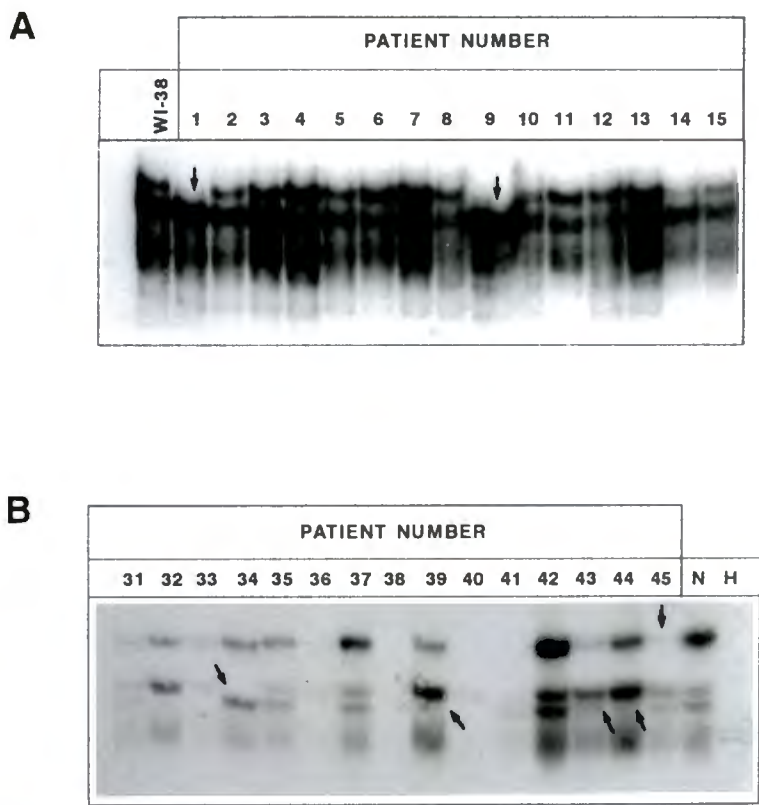 A
PATIENT NUMBER
WI-38 1 2 3 4 5 6 7 8 9 10 11 12 13 14 15
B
PATIENT NUMBER
31 32 33 34 35 36 37 38 39 40 41 42 43 44 45 N H